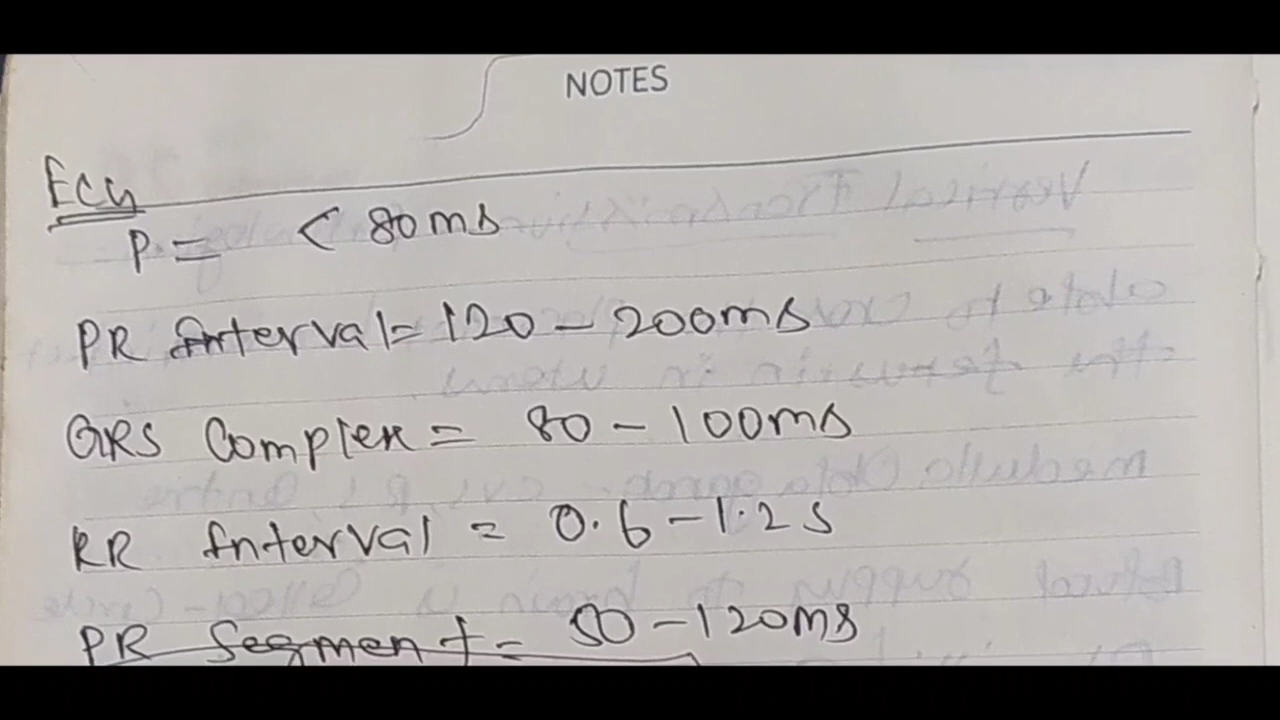 NOTES
ECG
P = < 80ms
PR Interval = 120 - 200ms
QRS Complex = 80 - 100ms
RR Interval = 0.6 - 1.2 s
PR Segment = 50 - 120ms